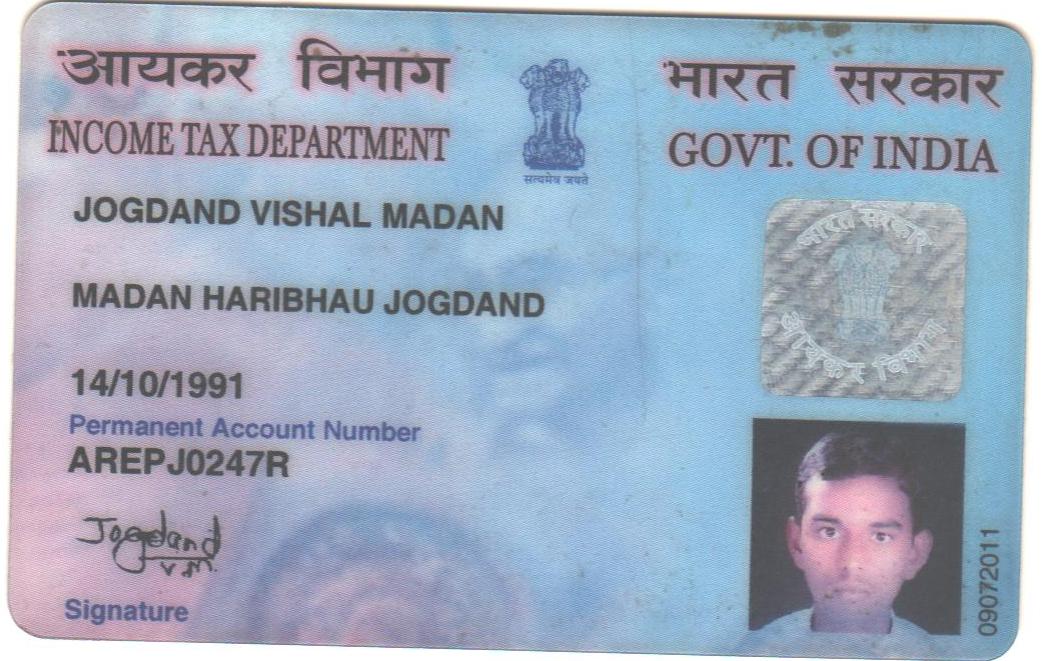 आयकर विभाग
INCOME TAX DEPARTMENT
सत्यमेव जयते
भारत सरकार
GOVT. OF INDIA
JOGDAND VISHAL MADAN
MADAN HARIBHAU JOGDAND
14/10/1991
Permanent Account Number
AREPJ0247R
Jogdand
V.M.
Signature
भारत सरकार
आयकर विभाग
09072011